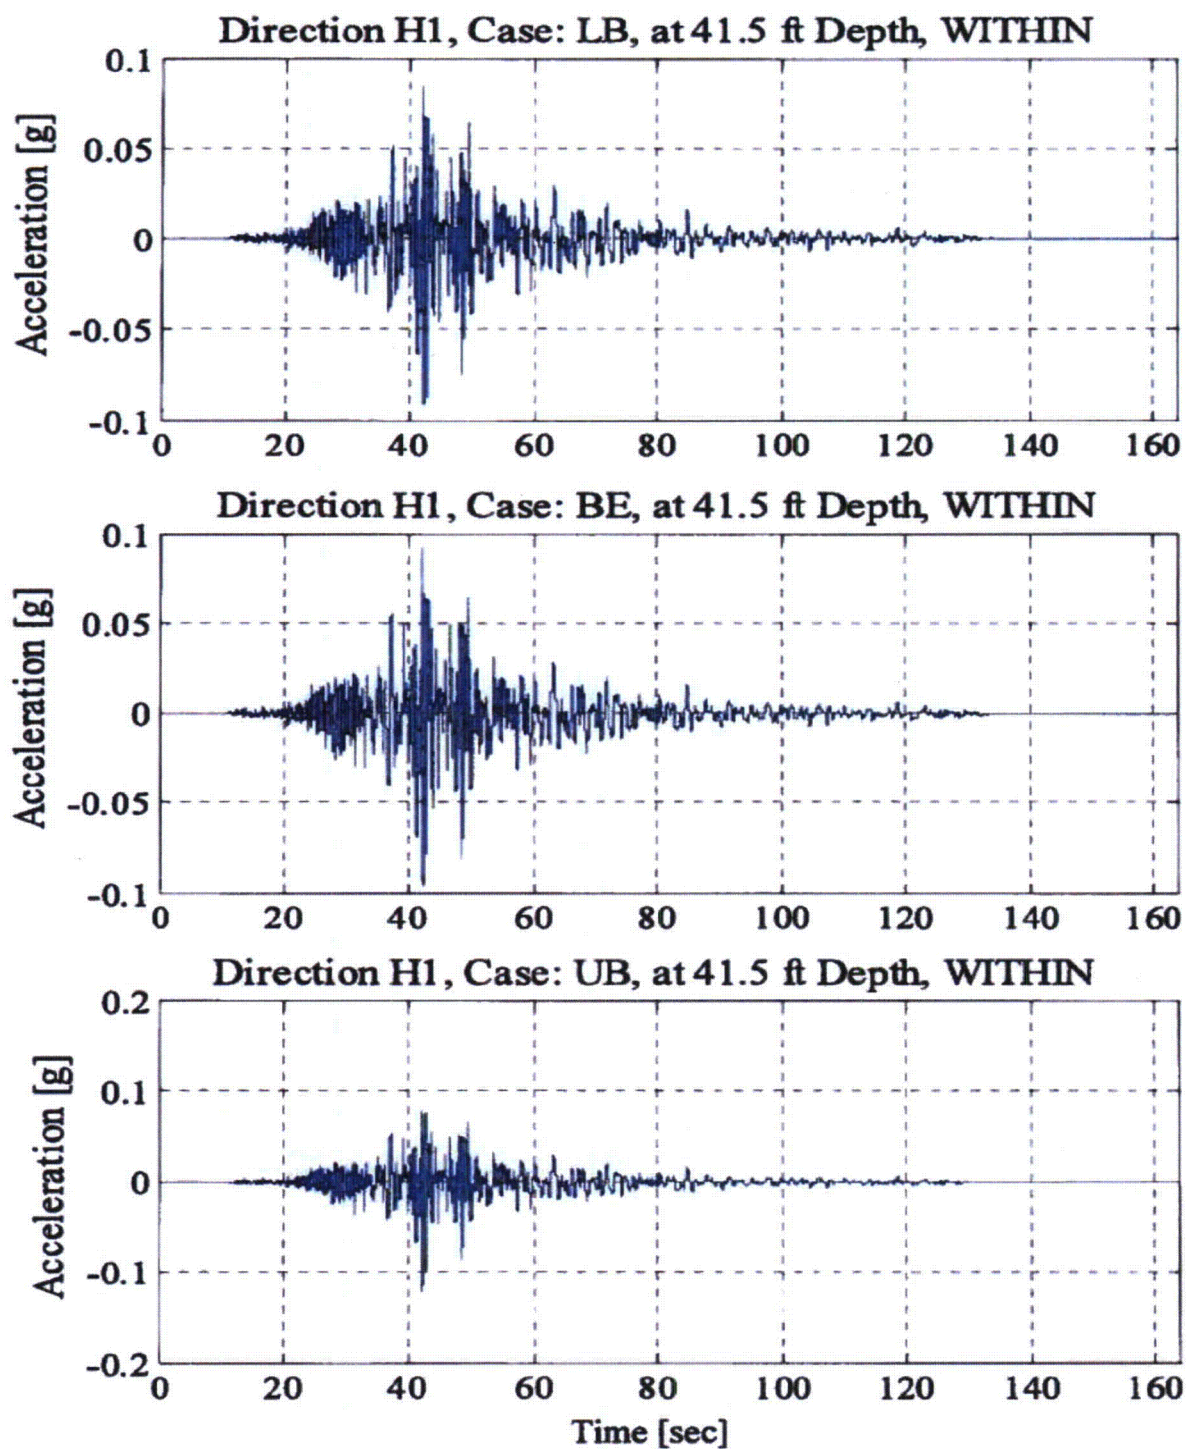 Direction H1, Case: LB, at 41.5 ft Depth, WITHIN
Acceleration [g]
0.1
0.05
0
-0.05
-0.1
0 20 40 60 80 100 120 140 160
Direction H1, Case: BE, at 41.5 ft Depth, WITHIN
Acceleration [g]
0.1
0.05
0
-0.05
-0.1
0 20 40 60 80 100 120 140 160
Direction H1, Case: UB, at 41.5 ft Depth, WITHIN
Acceleration [g]
0.2
0.1
0
-0.1
-0.2
0 20 40 60 80 100 120 140 160
Time [sec]